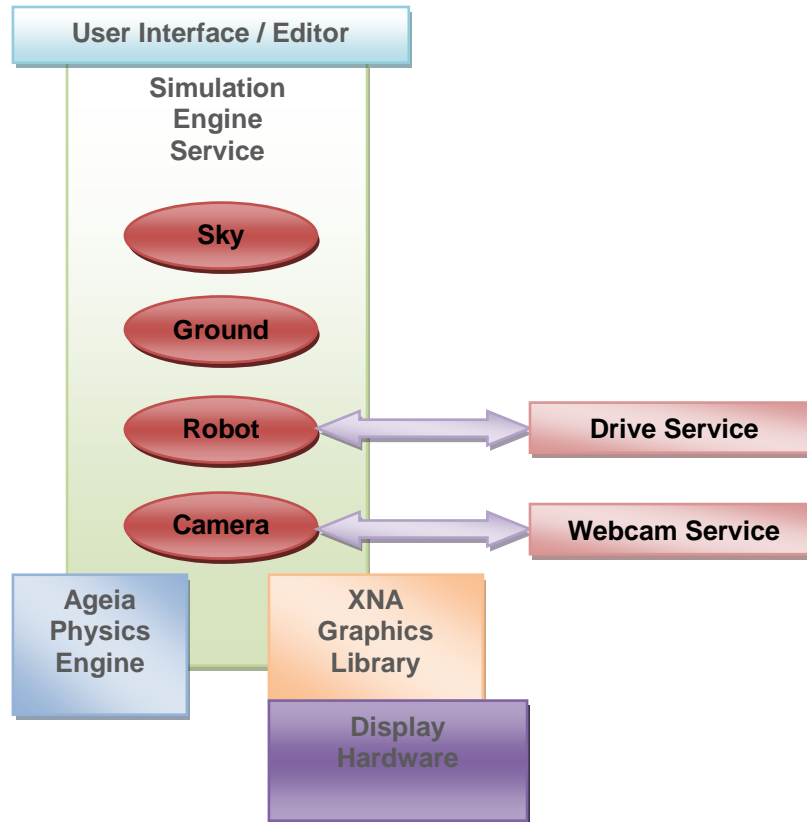 User Interface / Editor
Simulation
Engine
Service
Sky
Ground
Robot
Drive Service
Camera
Webcam Service
Ageia
Physics
Engine
XNA
Graphics
Library
Display
Hardware